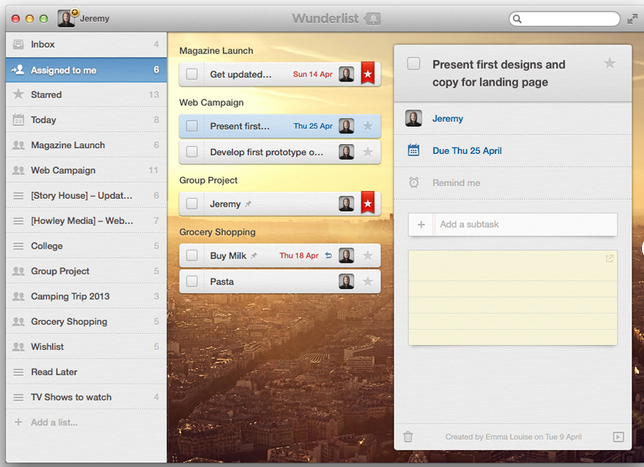 Jeremy
Wunderlist
Inbox 4
Assigned to me 6
Starred 13
Today 8
Magazine Launch 6
Web Campaign 11
[Story House] – Updat... 6
[Howley Media] – Web... 7
College 5
Group Project 5
Camping Trip 2013 3
Grocery Shopping 5
Wishlist 5
Read Later
TV Shows to watch 4
Add a list...
Magazine Launch
Get updated... Sun 14 Apr
Web Campaign
Present first... Thu 25 Apr
Develop first prototype o...
Group Project
Jeremy
Grocery Shopping
Buy Milk Thu 18 Apr
Pasta
Present first designs and
copy for landing page
Jeremy
Due Thu 25 April
Remind me
Add a subtask
Created by Emma Louise on Tue 9 April